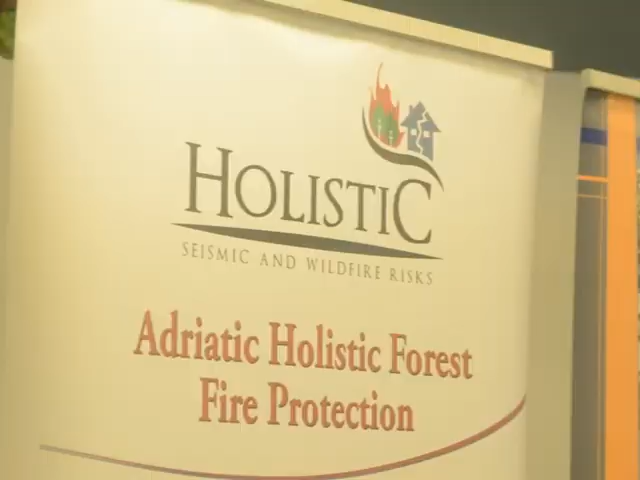 HOLISTIC
SEISMIC AND WILDFIRE RISKS
Adriatic Holistic Forest
Fire Protection